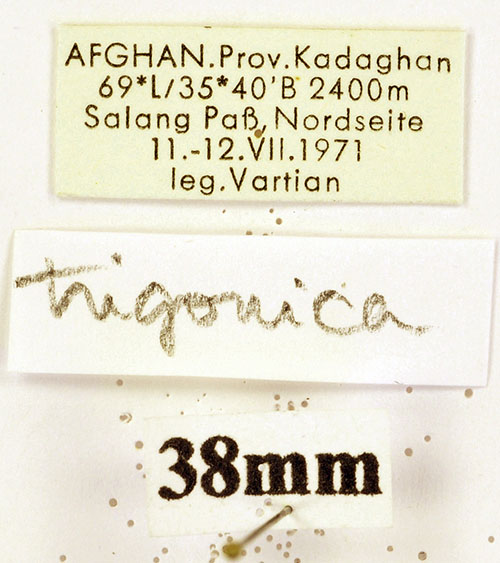 AFGHAN.Prov.Kadaghan
69*L/35*40'B 2400m
Salang Paß, Nordseite
11.-12.VII.1971
leg.Vartian
trigonica
38mm